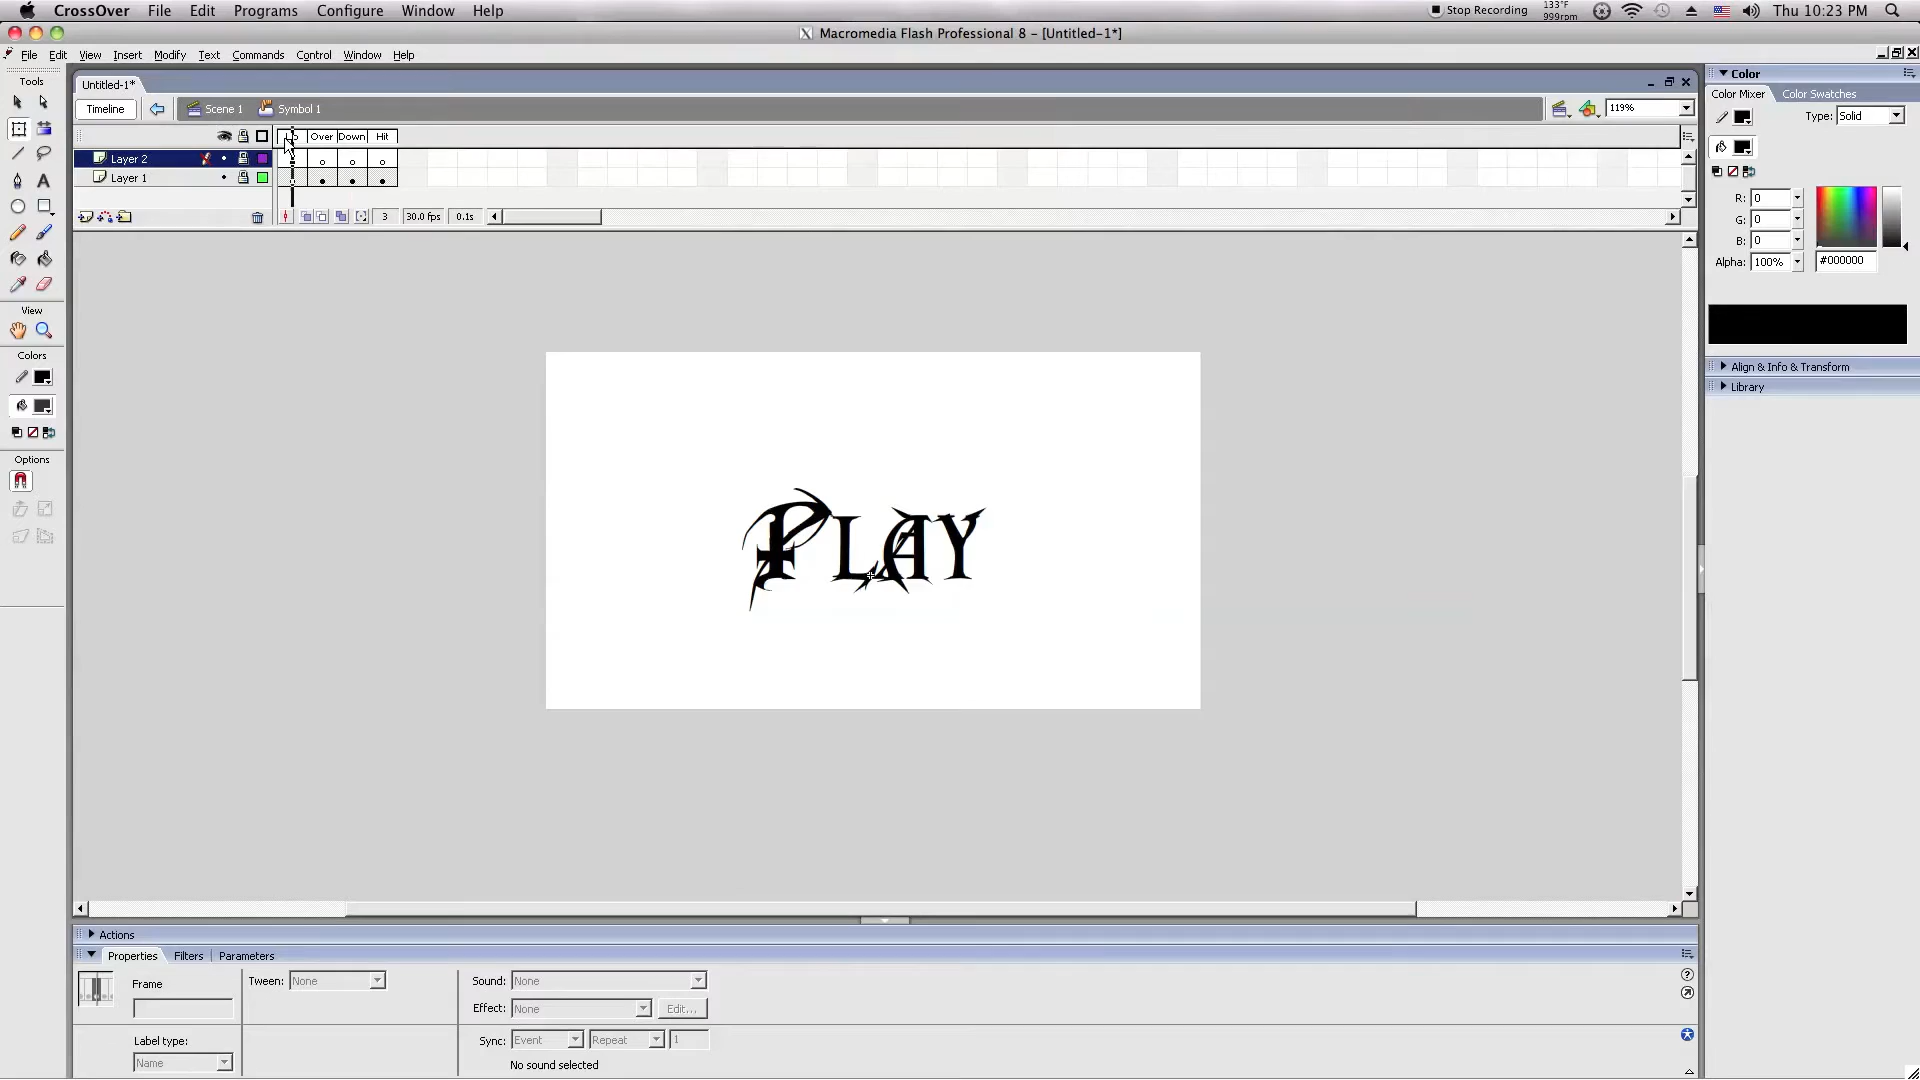 CrossOver File Edit Programs Configure Window Help
Stop Recording 133°F 999rpm Thu 10:23 PM
Macromedia Flash Professional 8 - [Untitled-1*]
File Edit View Insert Modify Text Commands Control Window Help
Tools
Untitled-1*
Timeline Scene 1 Symbol 1 119%
Over Down Hit
Layer 2
Layer 1
3 30.0 fps 0.1s
View
Colors
Options
Color
Color Mixer Color Swatches
Type: Solid
R: 0
G: 0
B: 0
Alpha: 100% #000000
Align & Info & Transform
Library
PLAY
Actions
Properties Filters Parameters
Frame Tween: None Sound: None
Effect: None Edit...
Label type: Sync: Event Repeat 1
Name No sound selected